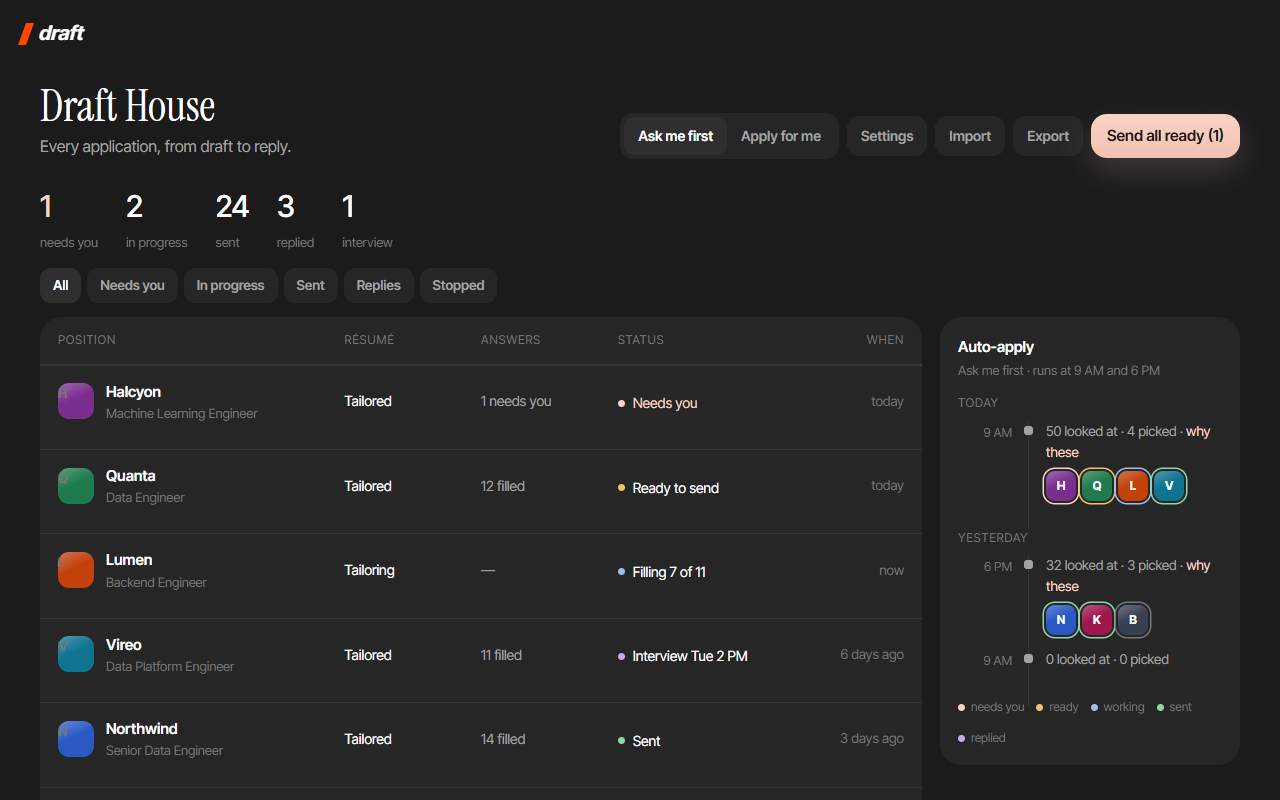 draft
Draft House
Every application, from draft to reply.
Ask me first
Apply for me
Settings
Import
Export
Send all ready (1)
1
needs you
2
in progress
24
sent
3
replied
1
interview
All
Needs you
In progress
Sent
Replies
Stopped
POSITION RÉSUMÉ ANSWERS STATUS WHEN
Halcyon
Machine Learning Engineer
Tailored
1 needs you
Needs you
today
Quanta
Data Engineer
Tailored
12 filled
Ready to send
today
Lumen
Backend Engineer
Tailoring
—
Filling 7 of 11
now
Vireo
Data Platform Engineer
Tailored
11 filled
Interview Tue 2 PM
6 days ago
Northwind
Senior Data Engineer
Tailored
14 filled
Sent
3 days ago
Auto-apply
Ask me first · runs at 9 AM and 6 PM
TODAY
9 AM
50 looked at · 4 picked · why
these
H Q L V
YESTERDAY
6 PM
32 looked at · 3 picked · why
these
N K B
9 AM
0 looked at · 0 picked
needs you ready working sent
replied